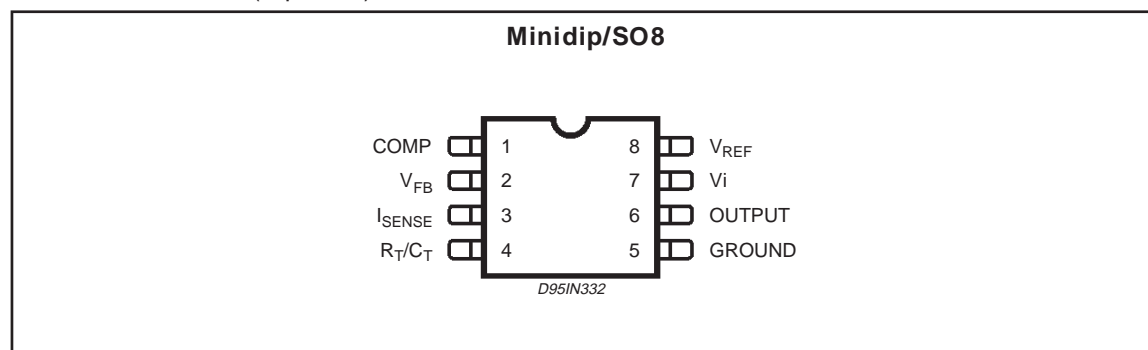 Minidip/SO8
COMP 1 8 VREF
VFB 2 7 Vi
ISENSE 3 6 OUTPUT
RT/CT 4 5 GROUND
D95IN332